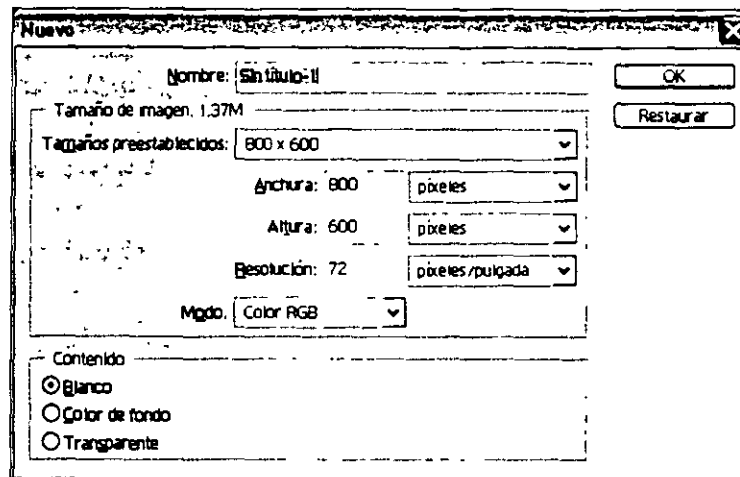 Nuevo
Nombre: Sin título-1
OK
Tamaño de imagen. 1.37M
Restaurar
Tamaños preestablecidos: 800 x 600
Anchura: 800 píxeles
Altura: 600 píxeles
Resolución: 72 píxeles/pulgada
Modo. Color RGB
Contenido
Blanco
Color de fondo
Transparente